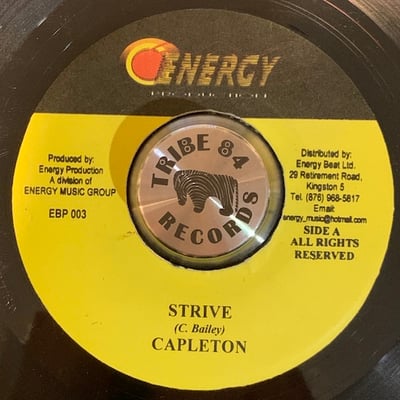 ENERGY
PRODUCTION
Produced by:
Energy Production
A division of
ENERGY MUSIC GROUP
EBP 003
TRIBE 84
RECORDS
Distributed by:
Energy Beat Ltd.
29 Retirement Road,
Kingston 5
Tel. (876) 968-5817
Email:
energy_music@hotmail.com
SIDE A
ALL RIGHTS
RESERVED
STRIVE
(C. Bailey)
CAPLETON